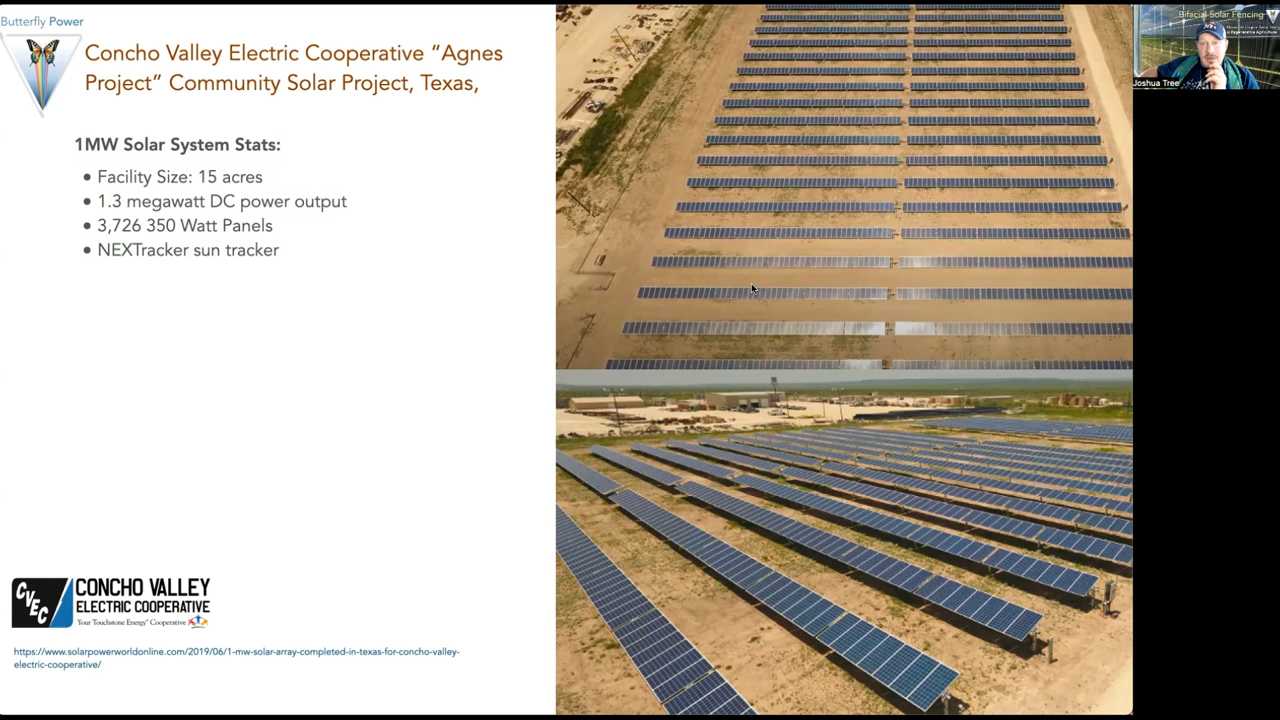 Butterfly Power
Concho Valley Electric Cooperative “Agnes
Project” Community Solar Project, Texas,
1MW Solar System Stats:
• Facility Size: 15 acres
• 1.3 megawatt DC power output
• 3,726 350 Watt Panels
• NEXTracker sun tracker
CVEC
CONCHO VALLEY
ELECTRIC COOPERATIVE
Your Touchstone Energy® Cooperative
https://www.solarpowerworldonline.com/2019/06/1-mw-solar-array-completed-in-texas-for-concho-valley-
electric-cooperative/
Bifacial Solar Fencing
& Regenerative Agriculture
Joshua Tree